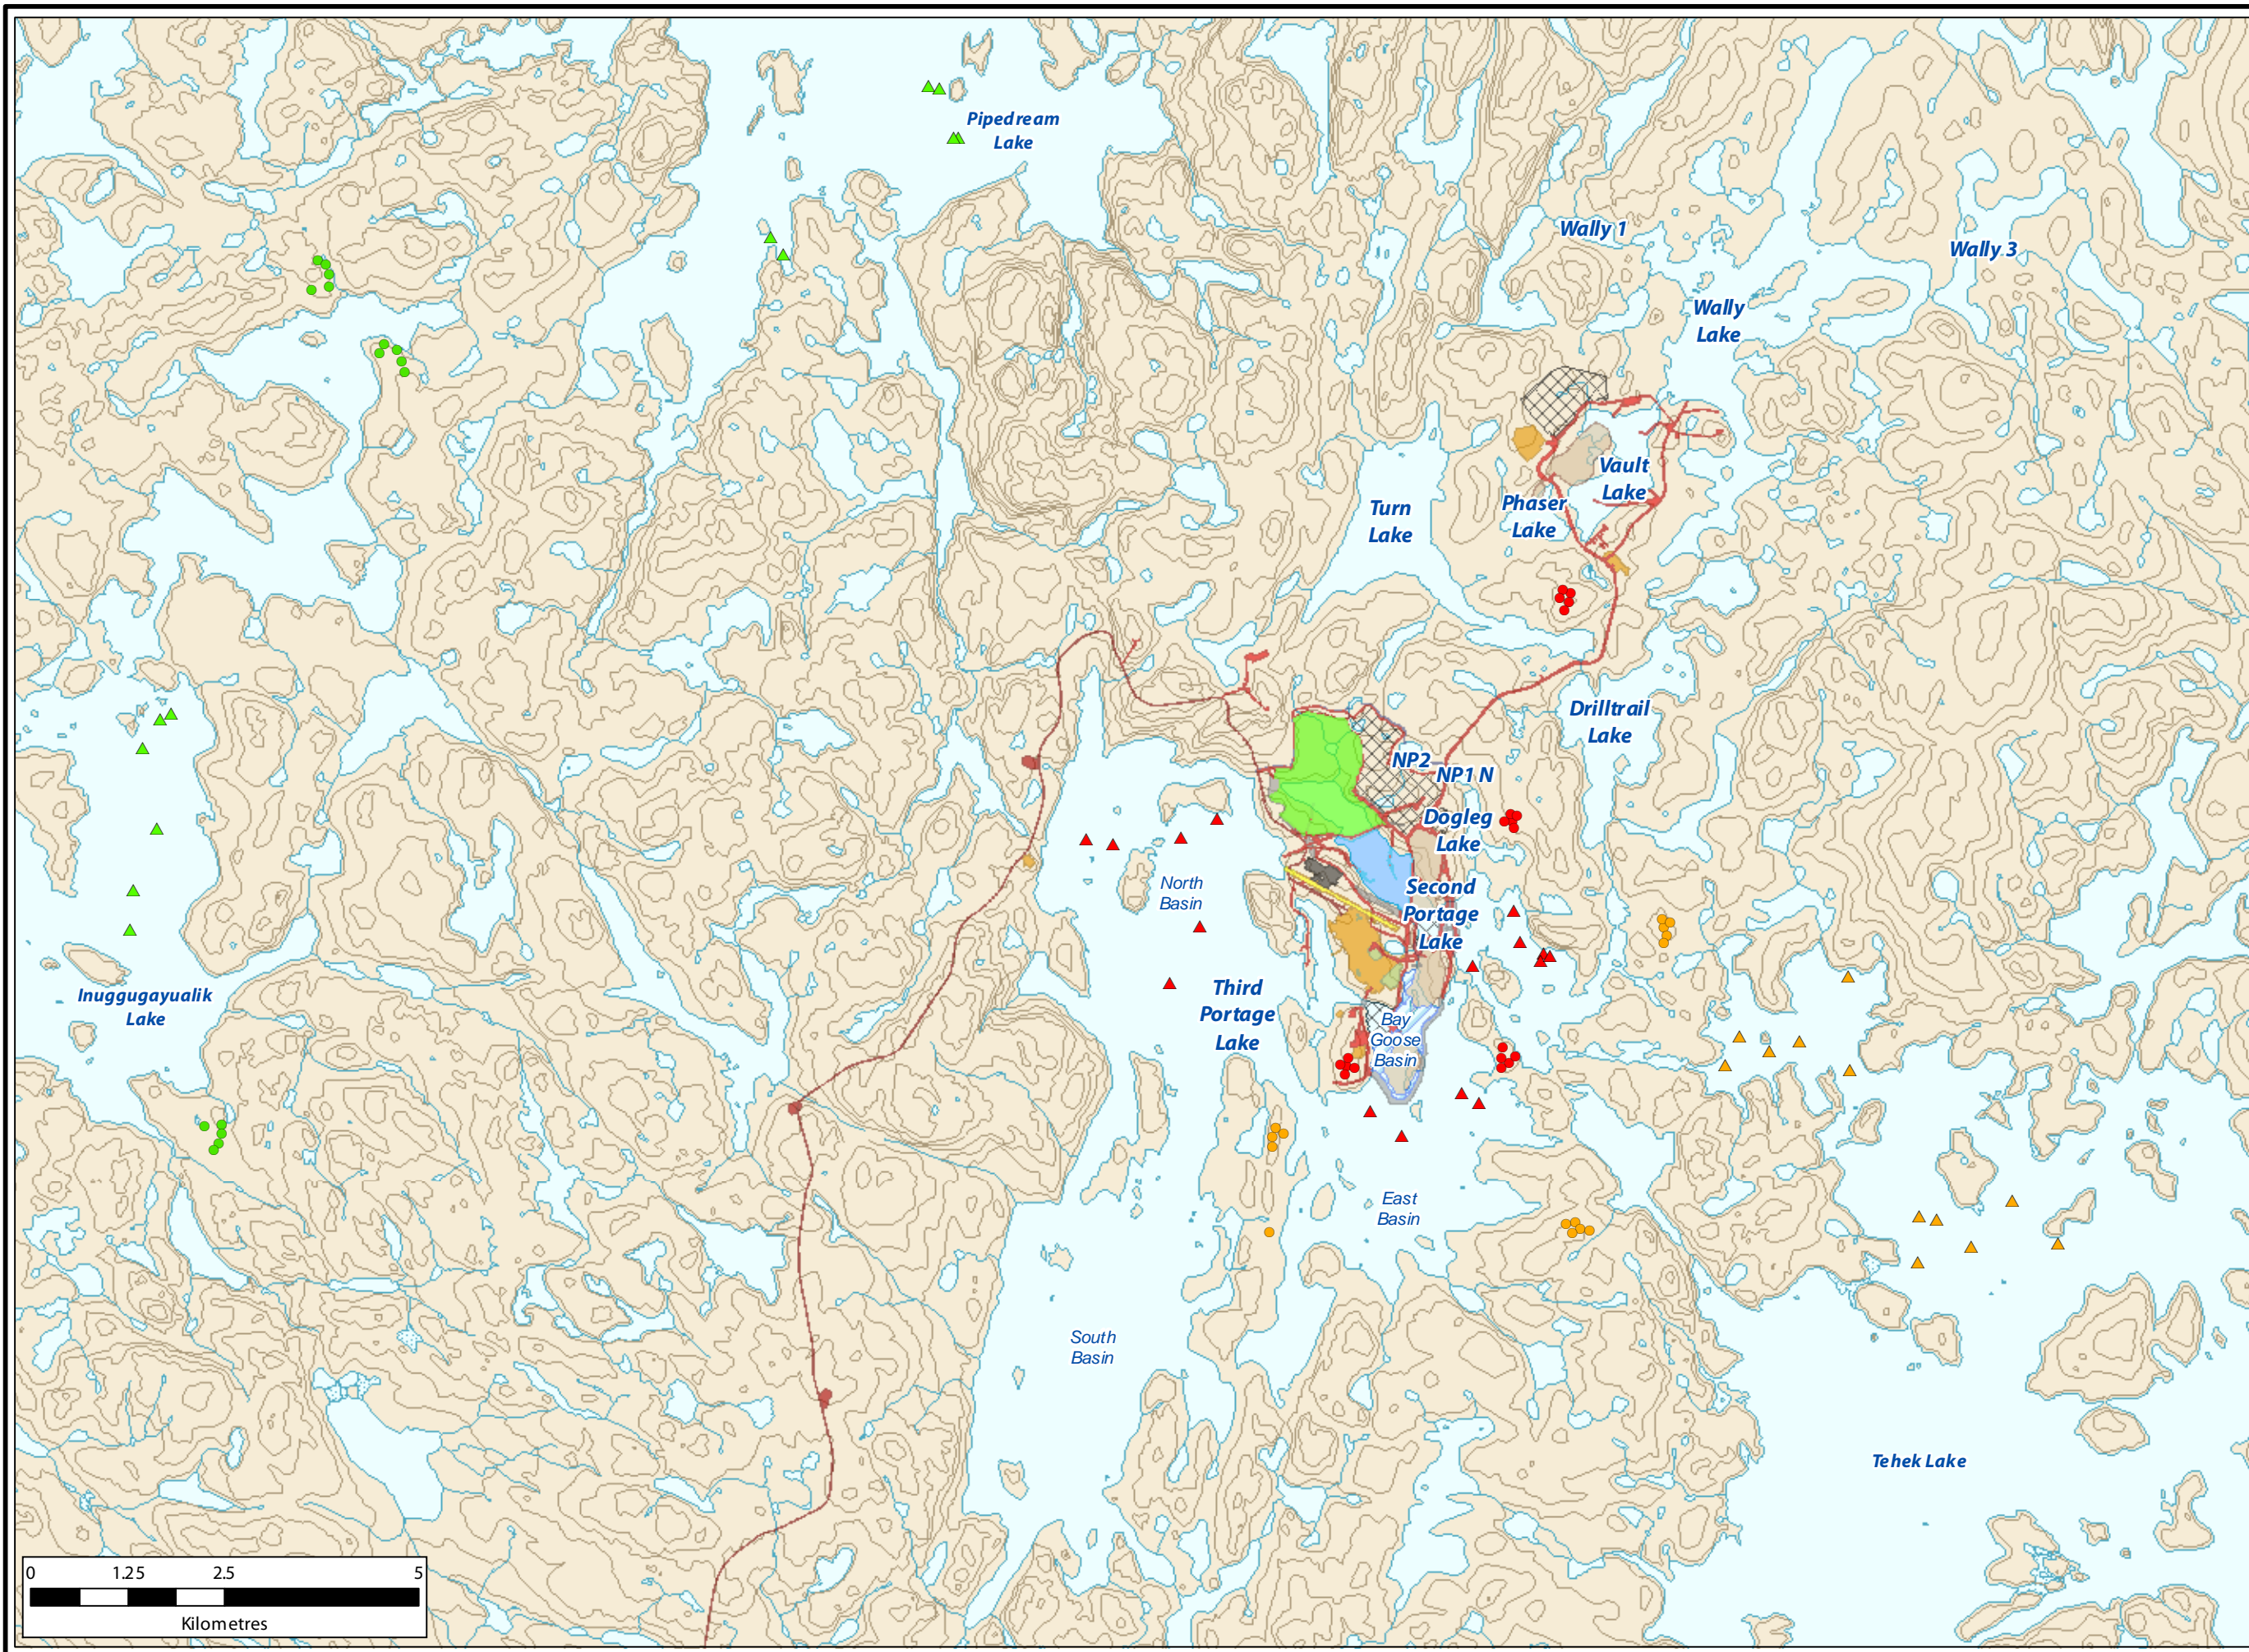 Pipedream
Lake
Wally 1
Wally 3
Wally
Lake
Vault
Lake
Turn
Lake
Phaser
Lake
Drilltrail
Lake
NP2
NP1 N
Dogleg
Lake
North
Basin
Second
Portage
Lake
Third
Portage
Lake
Inuggugayualik
Lake
Bay
Goose
Basin
East
Basin
South
Basin
Tehek Lake
0 1.25 2.5 5
Kilometres